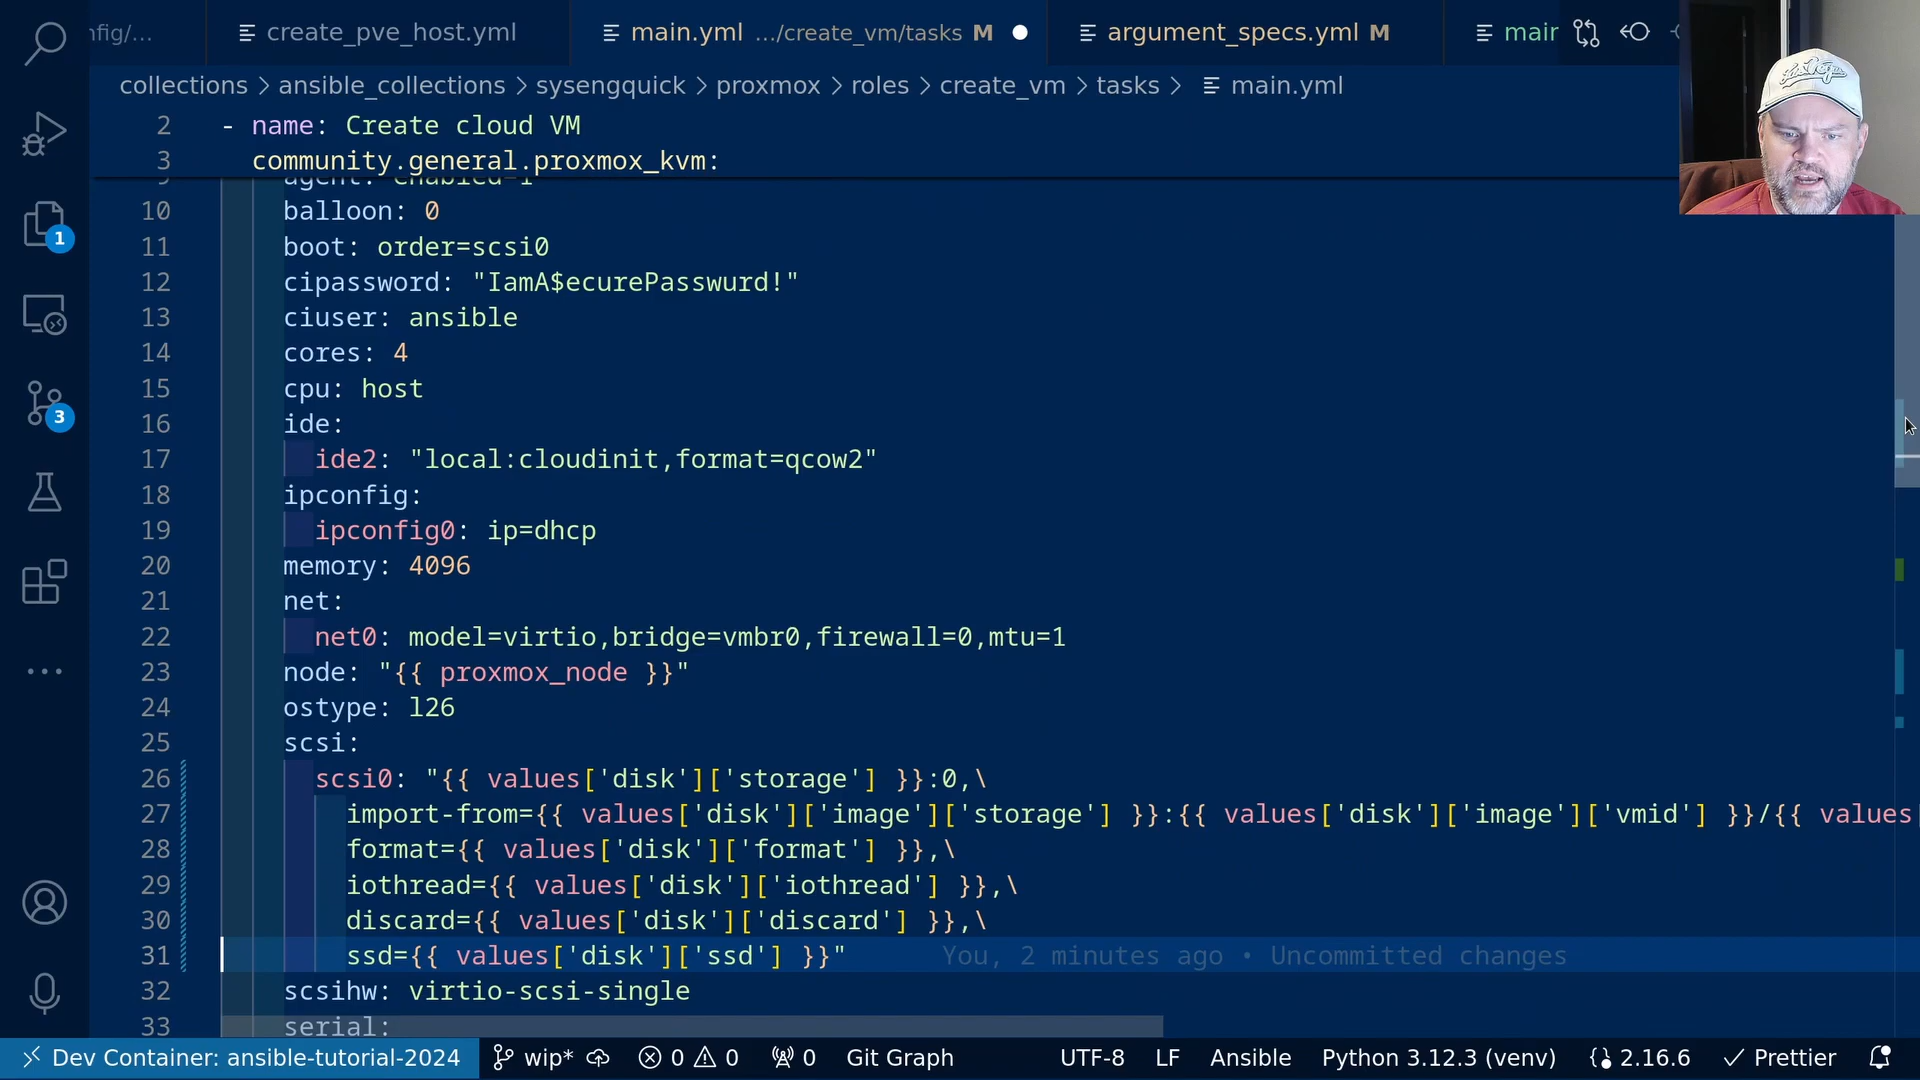 nfig/...
create_pve_host.yml
main.yml .../create_vm/tasks M
argument_specs.yml M
main
collections > ansible_collections > sysengquick > proxmox > roles > create_vm > tasks > main.yml
2 - name: Create cloud VM
3 community.general.proxmox_kvm:
9 agent: enabled=1
10 balloon: 0
11 boot: order=scsi0
12 cipassword: "IamA$ecurePasswurd!"
13 ciuser: ansible
14 cores: 4
15 cpu: host
16 ide:
17 ide2: "local:cloudinit,format=qcow2"
18 ipconfig:
19 ipconfig0: ip=dhcp
20 memory: 4096
21 net:
22 net0: model=virtio,bridge=vmbr0,firewall=0,mtu=1
23 node: "{{ proxmox_node }}"
24 ostype: l26
25 scsi:
26 scsi0: "{{ values['disk']['storage'] }}:0,\
27 import-from={{ values['disk']['image']['storage'] }}:{{ values['disk']['image']['vmid'] }}/{{ values
28 format={{ values['disk']['format'] }},\
29 iothread={{ values['disk']['iothread'] }},\
30 discard={{ values['disk']['discard'] }},\
31 ssd={{ values['disk']['ssd'] }}" You, 2 minutes ago • Uncommitted changes
32 scsihw: virtio-scsi-single
33 serial:
1
3
Dev Container: ansible-tutorial-2024 wip* 0 0 0 Git Graph UTF-8 LF Ansible Python 3.12.3 (venv) 2.16.6 Prettier